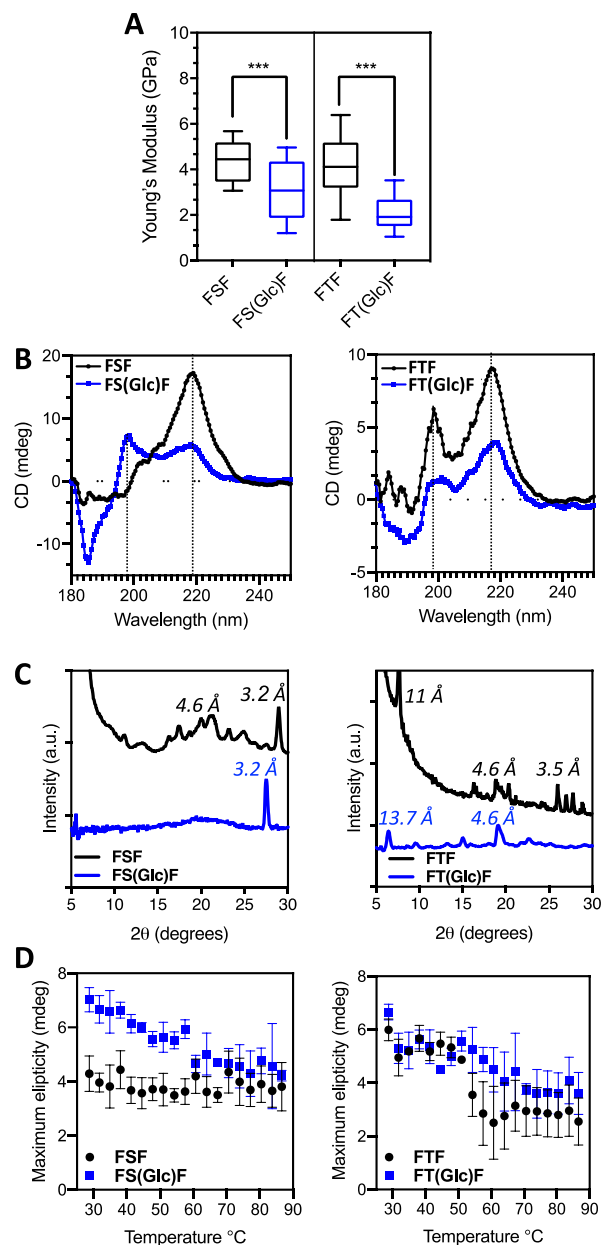 A
***
***
Young's Modulus (GPa)
10
8
6
4
2
0
FSF
FS(Glc)F
FTF
FT(Glc)F
B
FSF
FS(Glc)F
CD (mdeg)
20
10
0
-10
180
200
220
240
Wavelength (nm)
FTF
FT(Glc)F
CD (mdeg)
10
5
0
-5
180
200
220
240
Wavelength (nm)
C
4.6 Å
3.2 Å
3.2 Å
Intensity (a.u.)
FSF
FS(Glc)F
5
10
15
20
25
30
2θ (degrees)
11 Å
4.6 Å
3.5 Å
13.7 Å
4.6 Å
Intensity (a.u.)
FTF
FT(Glc)F
5
10
15
20
25
30
2θ (degrees)
D
Maximum elipticity (mdeg)
8
6
4
2
0
FSF
FS(Glc)F
30
40
50
60
70
80
90
Temperature °C
Maximum elipticity (mdeg)
8
6
4
2
0
FTF
FT(Glc)F
30
40
50
60
70
80
90
Temperature °C